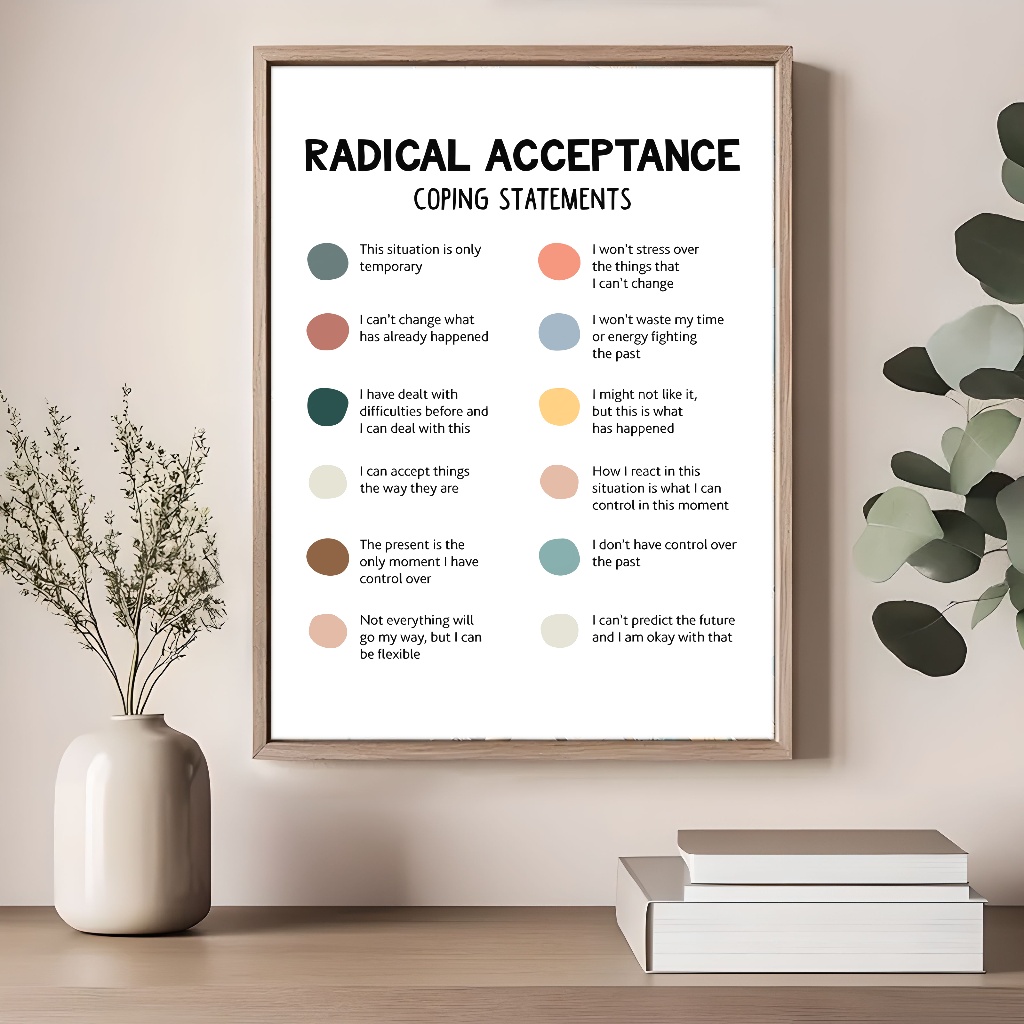 RADICAL ACCEPTANCE
COPING STATEMENTS
This situation is only
temporary
I can't change what
has already happened
I have dealt with
difficulties before and
I can deal with this
I can accept things
the way they are
The present is the
only moment I have
control over
Not everything will
go my way, but I can
be flexible
I won't stress over
the things that
I can't change
I won't waste my time
or energy fighting
the past
I might not like it,
but this is what
has happened
How I react in this
situation is what I can
control in this moment
I don't have control over
the past
I can't predict the future
and I am okay with that